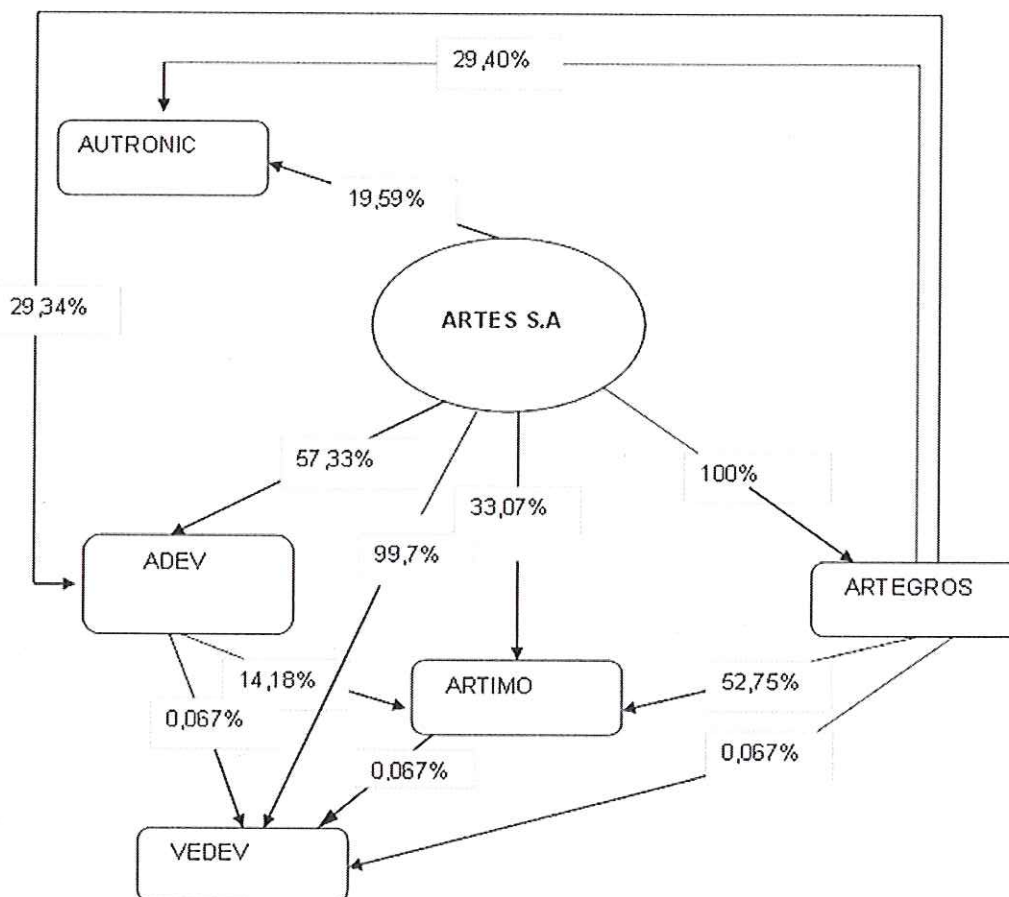 29,40%
AUTRONIC
19,59%
29,34%
ARTES S.A
57,33%
100%
33,07%
99,7%
ADEV
ARTEGROS
14,18%
ARTIMO
52,75%
0,067%
0,067%
0,067%
VEDEV